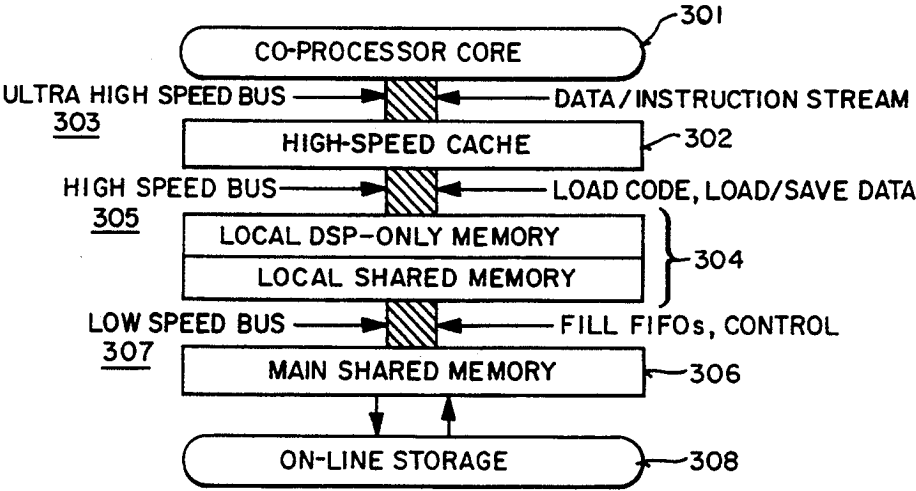 301
CO-PROCESSOR CORE
ULTRA HIGH SPEED BUS
303
DATA/INSTRUCTION STREAM
HIGH-SPEED CACHE
302
HIGH SPEED BUS
305
LOAD CODE, LOAD/SAVE DATA
LOCAL DSP-ONLY MEMORY
LOCAL SHARED MEMORY
304
LOW SPEED BUS
307
FILL FIFOs, CONTROL
MAIN SHARED MEMORY
306
ON-LINE STORAGE
308